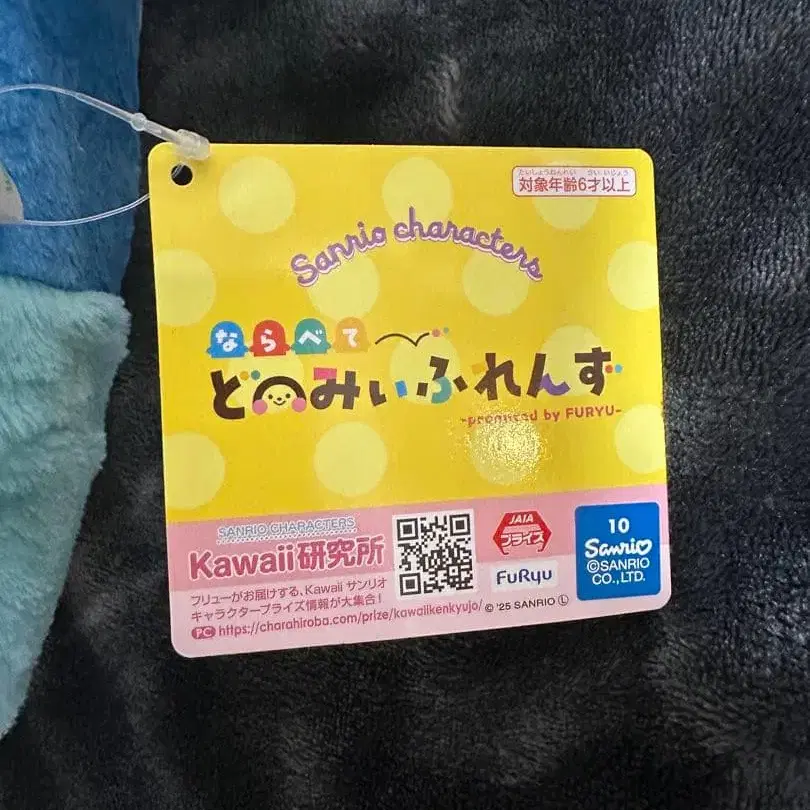 たいしょうねんれい さいいじょう
対象年齢6才以上
Sanrio characters
ならべて
どーみぃふれんず
-produced by FURYU-
SANRIO CHARACTERS
Kawaii研究所
フリューがお届けする、Kawaii サンリオ
キャラクタープライズ情報が大集合!
PC https://charahiroba.com/prize/kawaiikenkyujo/
© '25 SANRIO Ⓛ
JAIA
プライズ
FuRyu
10
Sanrio
©SANRIO
CO., LTD.